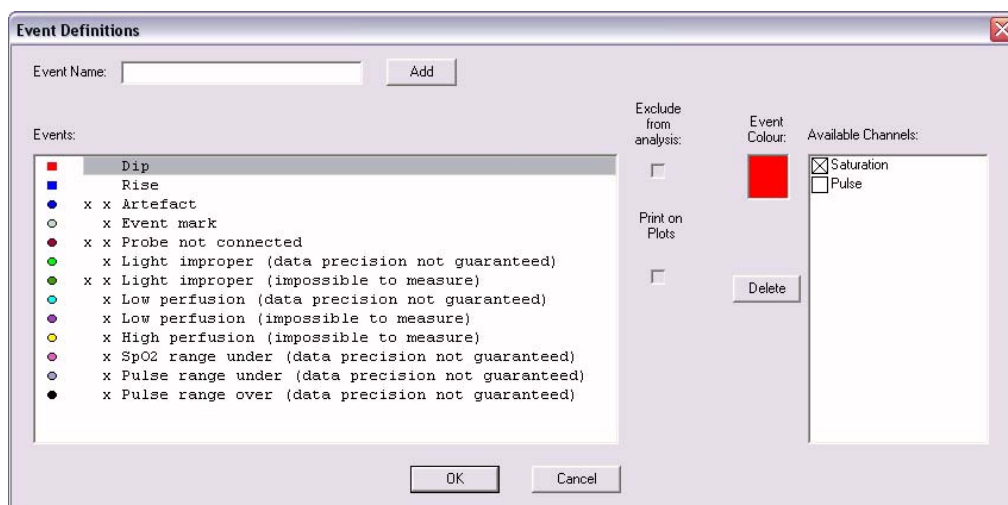 Event Definitions
Event Name:
Add
Events:
Dip
Rise
x x Artefact
x Event mark
x x Probe not connected
x Light improper (data precision not guaranteed)
x x Light improper (impossible to measure)
x Low perfusion (data precision not guaranteed)
x Low perfusion (impossible to measure)
x High perfusion (impossible to measure)
x SpO2 range under (data precision not guaranteed)
x Pulse range under (data precision not guaranteed)
x Pulse range over (data precision not guaranteed)
Exclude
from
analysis:
Print on
Plots
Event
Colour:
Delete
Available Channels:
Saturation
Pulse
OK
Cancel